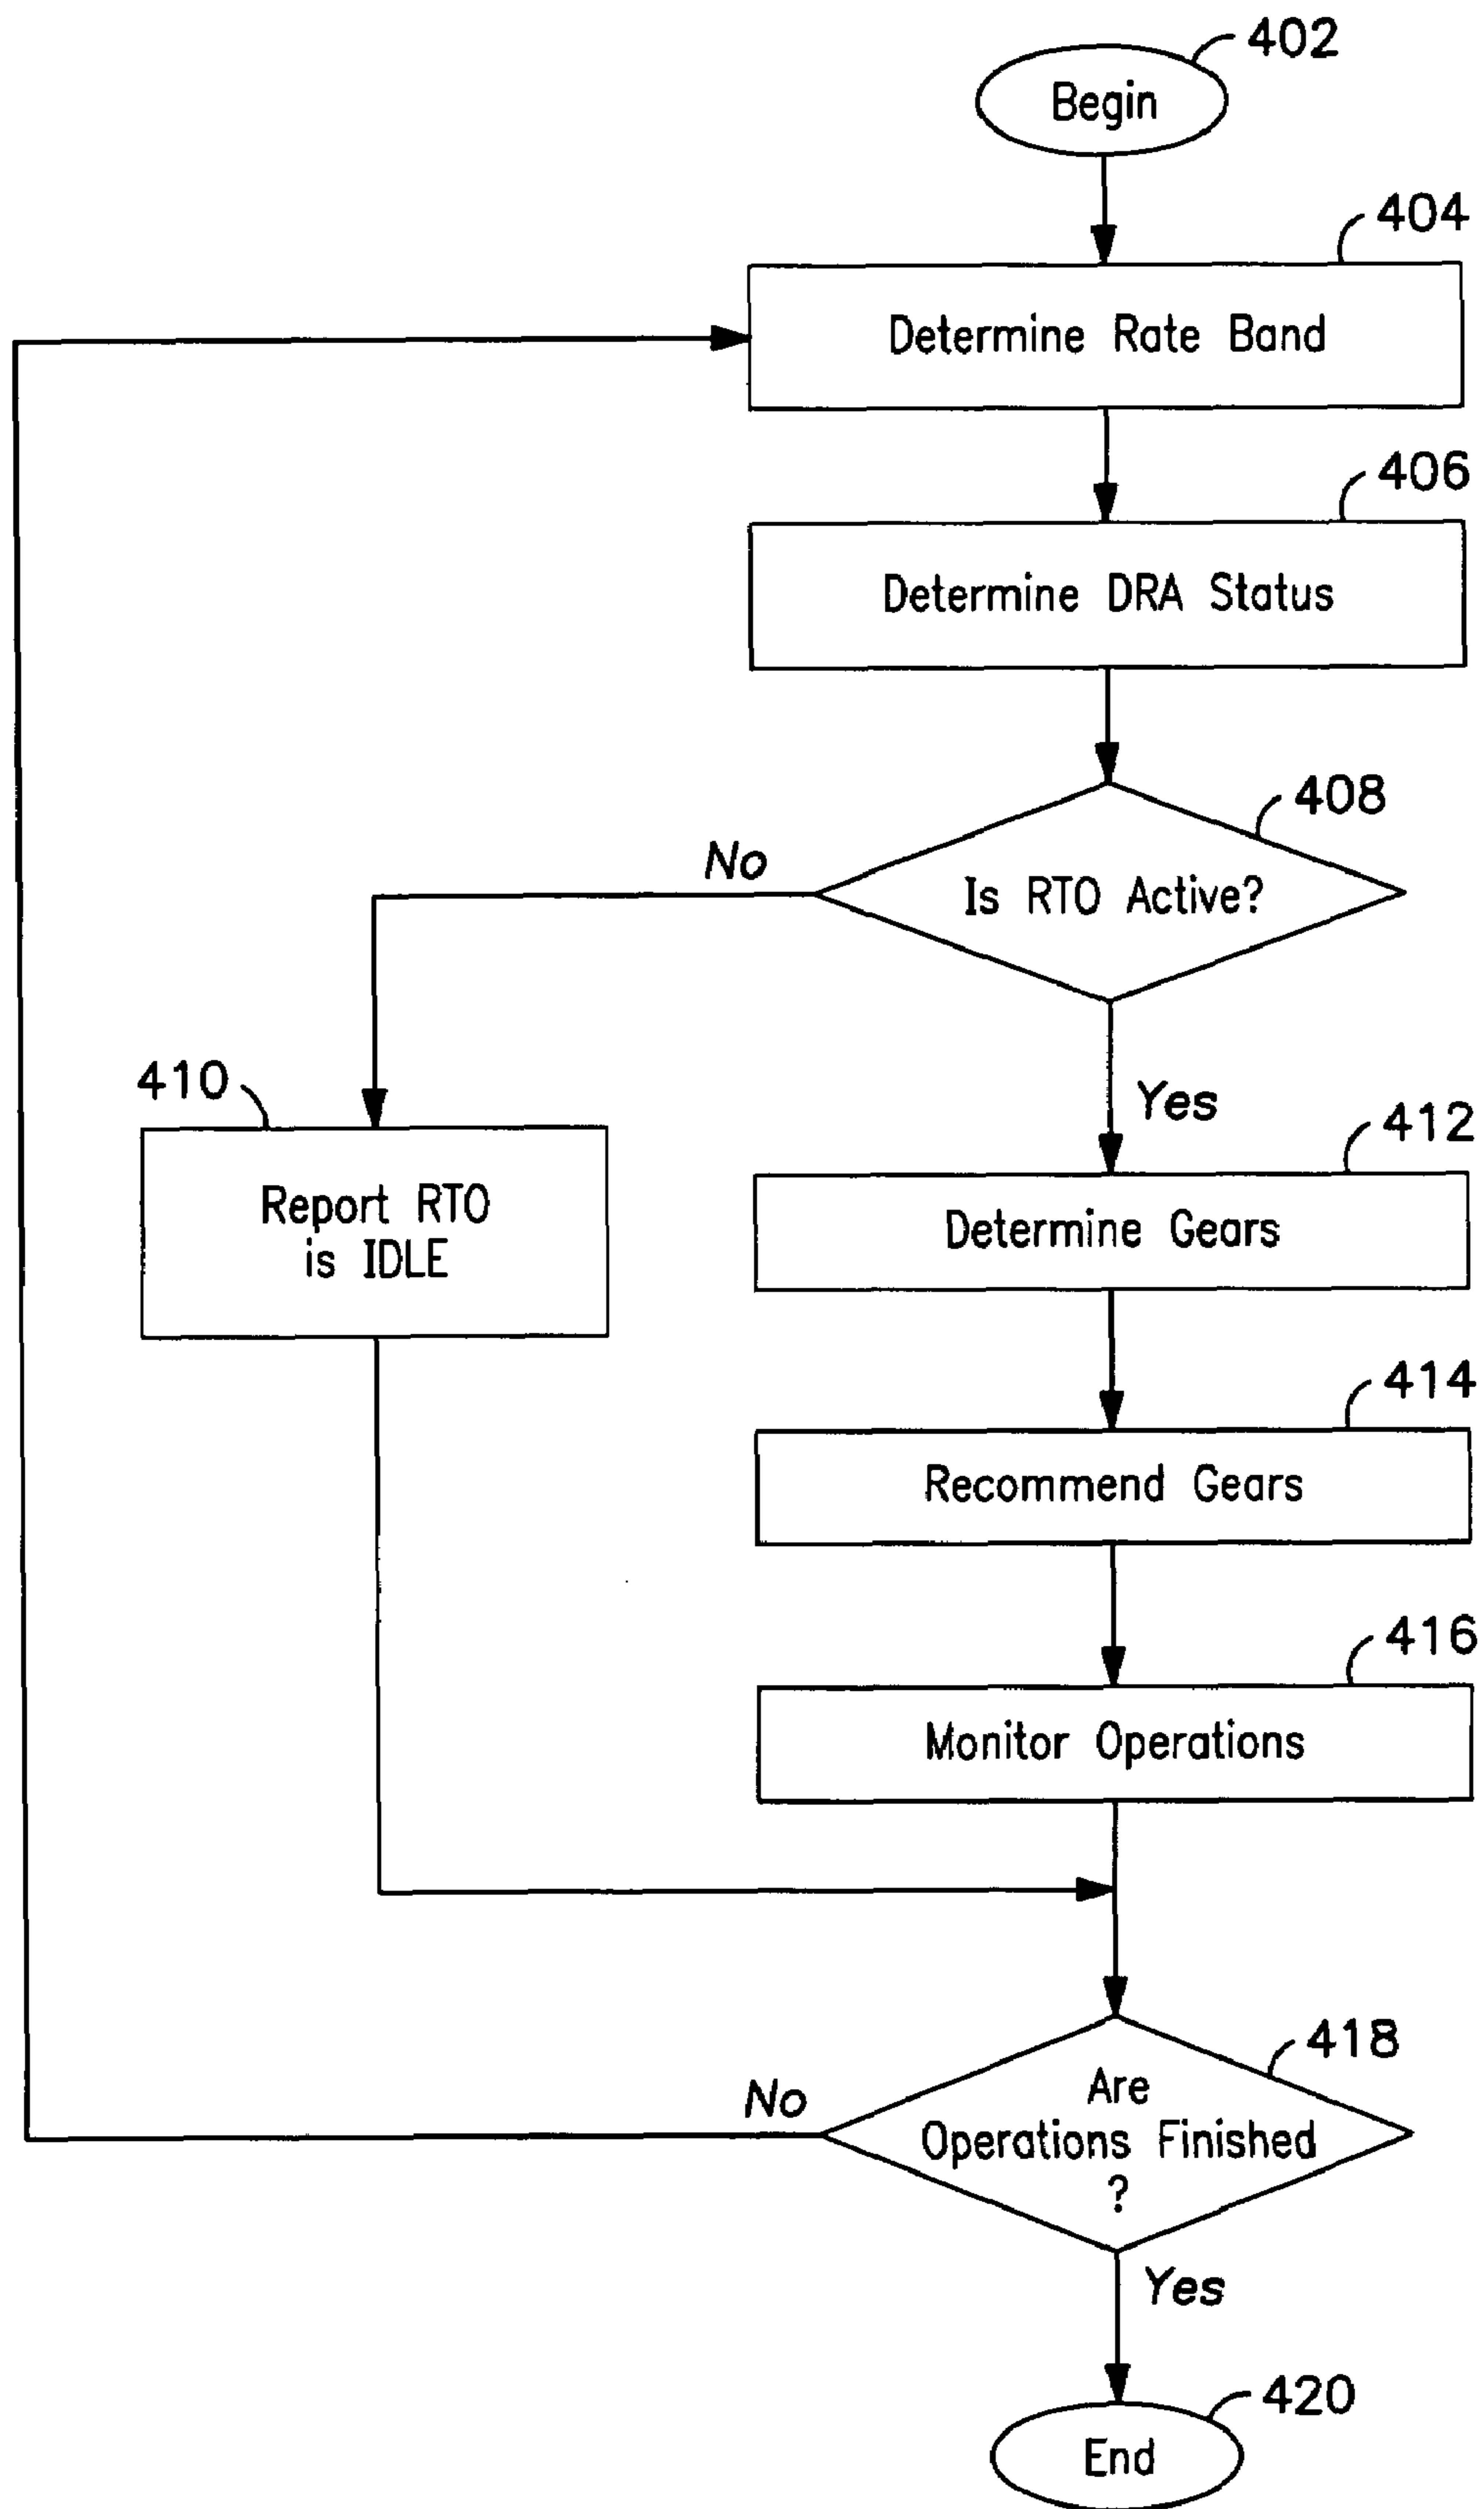 402
Begin
404
Determine Rate Band
406
Determine DRA Status
408
No
Is RTO Active?
Yes
410
Report RTO
is IDLE
412
Determine Gears
414
Recommend Gears
416
Monitor Operations
418
No
Are
Operations Finished
?
Yes
420
End